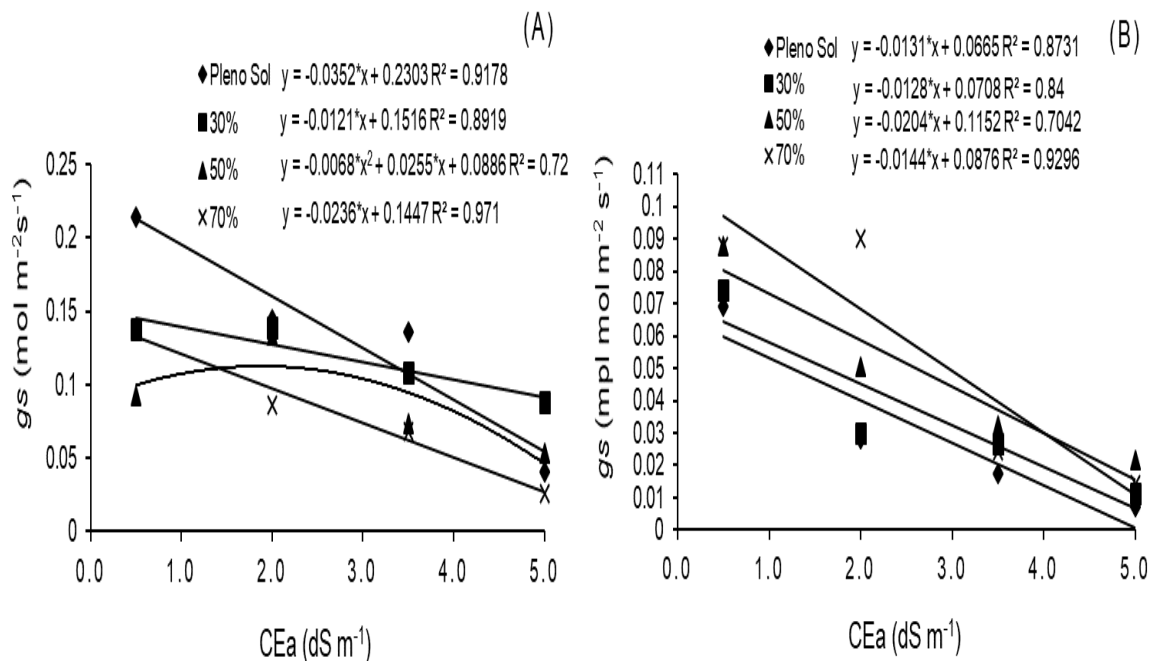 (A)
Pleno Sol y = -0.0352*x + 0.2303 R² = 0.9178
30% y = -0.0121*x + 0.1516 R² = 0.8919
50% y = -0.0068*x² + 0.0255*x + 0.0886 R² = 0.72
70% y = -0.0236*x + 0.1447 R² = 0.971
0.25
0.2
0.15
0.1
0.05
0
gs (mol m⁻²s⁻¹)
0.0 1.0 2.0 3.0 4.0 5.0
CEa (dS m⁻¹)
(B)
Pleno Sol y = -0.0131*x + 0.0665 R² = 0.8731
30% y = -0.0128*x + 0.0708 R² = 0.84
50% y = -0.0204*x + 0.1152 R² = 0.7042
70% y = -0.0144*x + 0.0876 R² = 0.9296
0.11
0.1
0.09
0.08
0.07
0.06
0.05
0.04
0.03
0.02
0.01
0
gs (mpl mol m⁻² s⁻¹)
0.0 1.0 2.0 3.0 4.0 5.0
CEa (dS m⁻¹)